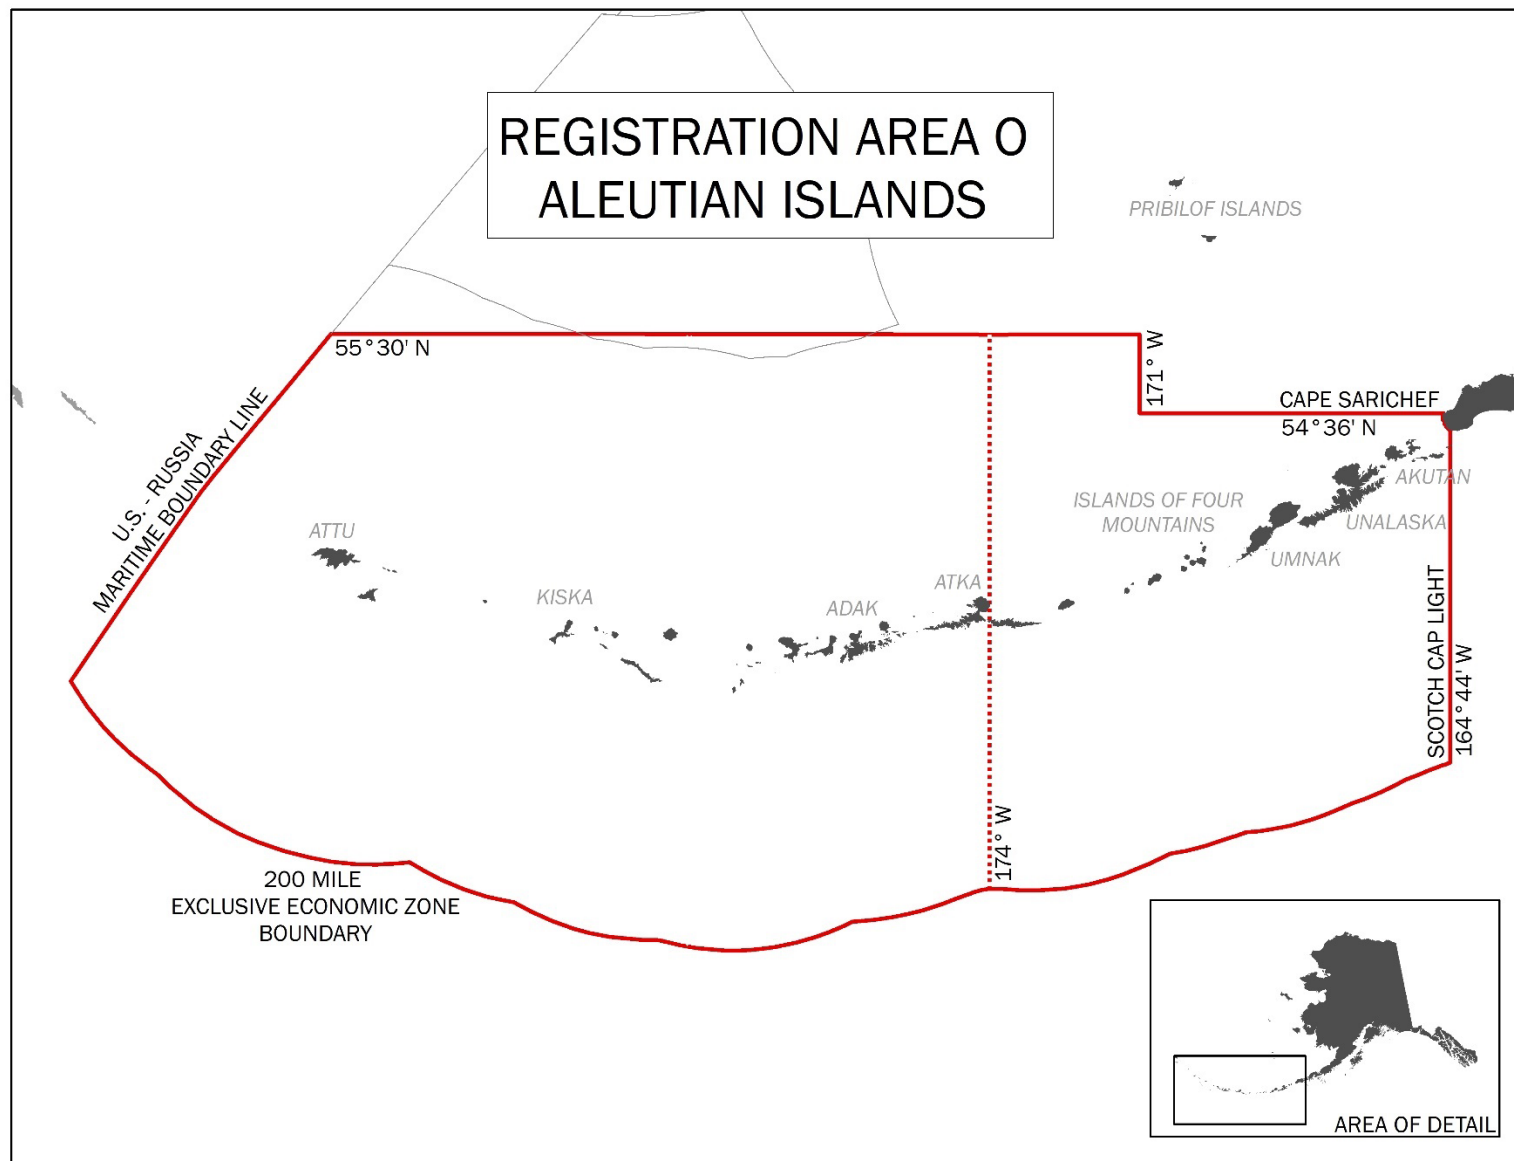 REGISTRATION AREA O
ALEUTIAN ISLANDS
PRIBILOF ISLANDS
55°30' N
171° W
CAPE SARICHEF
54°36' N
U.S. - RUSSIA
MARITIME BOUNDARY LINE
AKUTAN
ISLANDS OF FOUR
MOUNTAINS
UNALASKA
ATTU
UMNAK
KISKA
ADAK
ATKA
SCOTCH CAP LIGHT
164°44' W
174° W
200 MILE
EXCLUSIVE ECONOMIC ZONE
BOUNDARY
AREA OF DETAIL